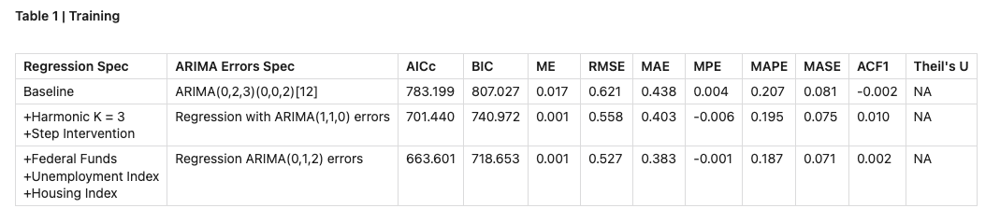 Table 1 | Training
Regression Spec ARIMA Errors Spec AICc BIC ME RMSE MAE MPE MAPE MASE ACF1 Theil's U
Baseline ARIMA(0,2,3)(0,0,2)[12] 783.199 807.027 0.017 0.621 0.438 0.004 0.207 0.081 -0.002 NA
+Harmonic K = 3 Regression with ARIMA(1,1,0) errors 701.440 740.972 0.001 0.558 0.403 -0.006 0.195 0.075 0.010 NA
+Step Intervention
+Federal Funds Regression ARIMA(0,1,2) errors 663.601 718.653 0.001 0.527 0.383 -0.001 0.187 0.071 0.002 NA
+Unemployment Index
+Housing Index